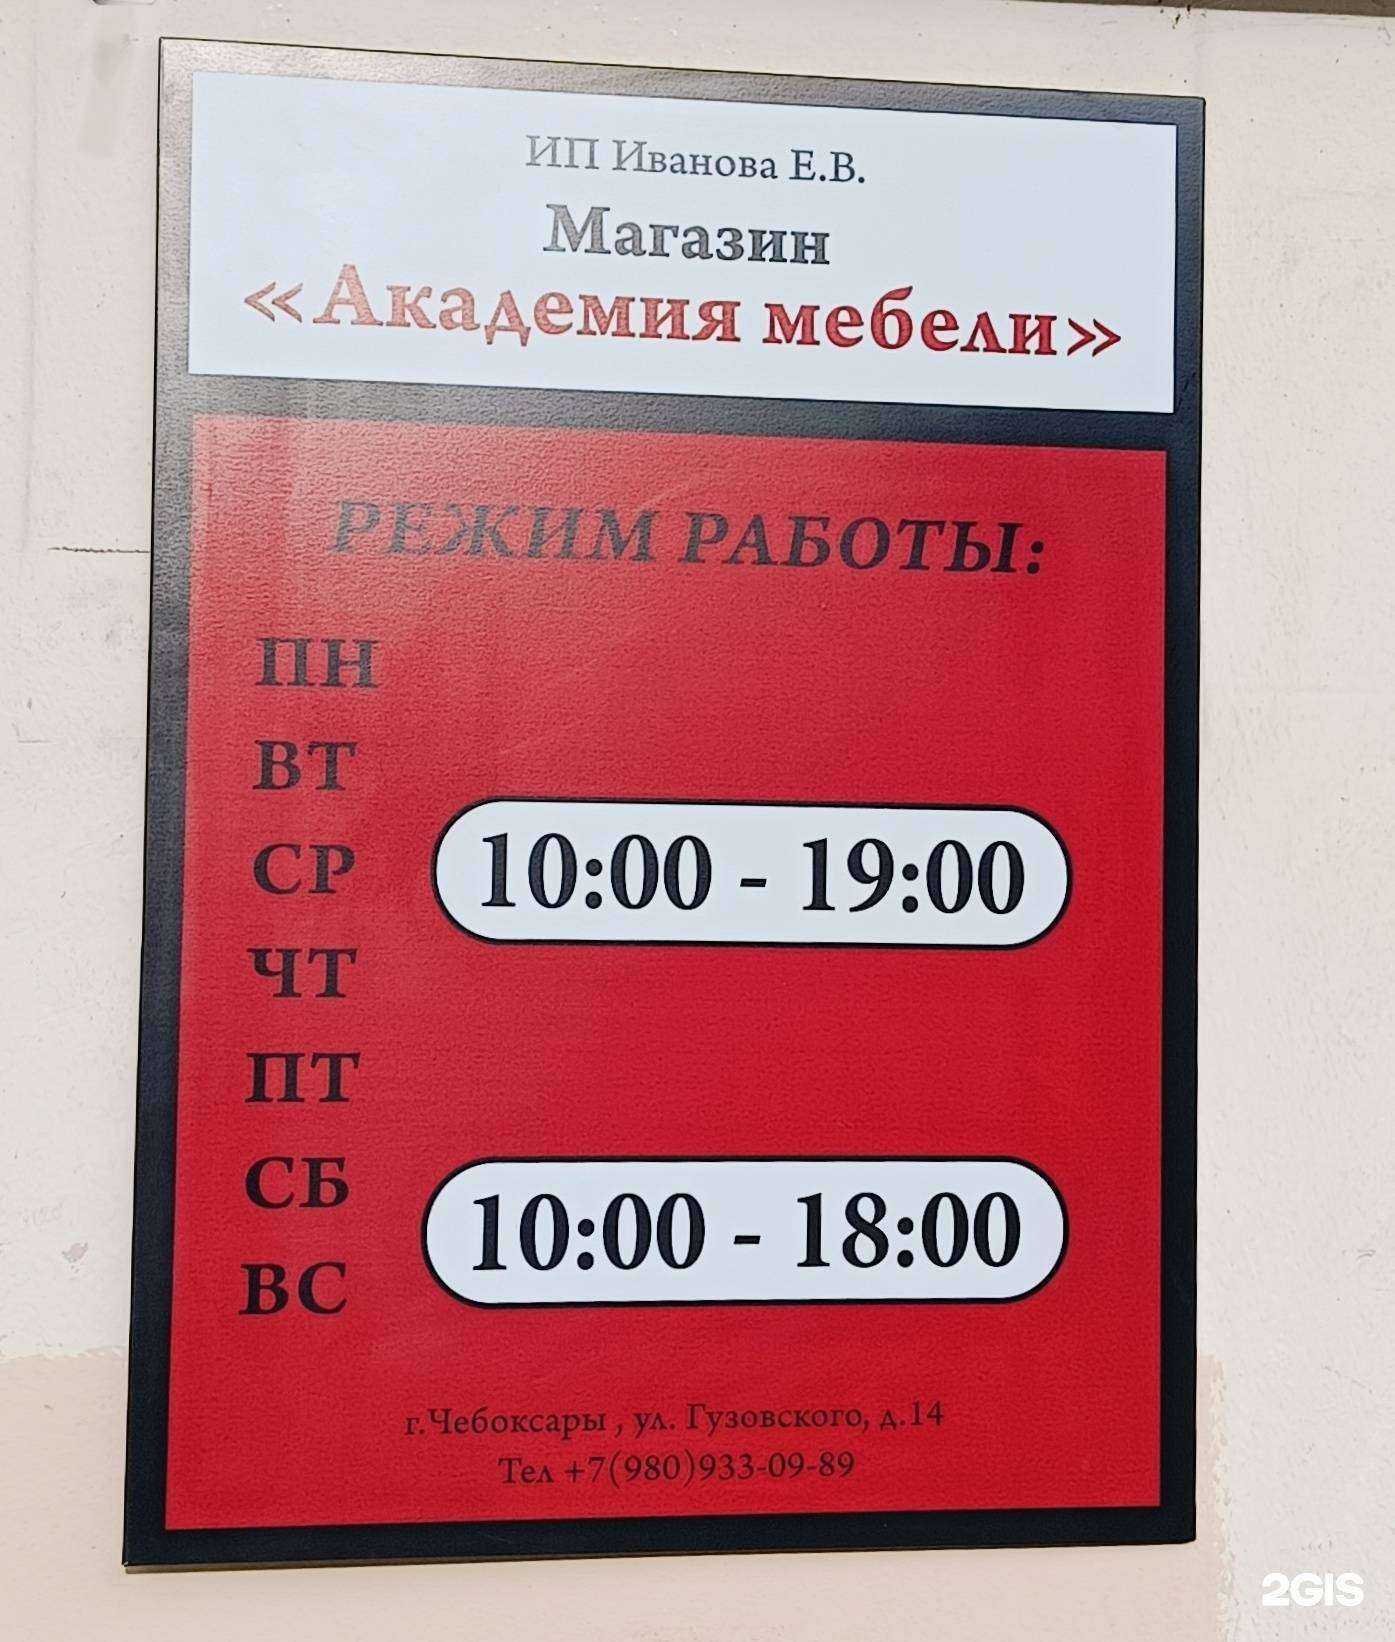 ИП Иванова Е.В.
Магазин
«Академия мебели»
РЕЖИМ РАБОТЫ:
ПН
ВТ
СР
10:00 - 19:00
ЧТ
ПТ
СБ
10:00 - 18:00
ВС
г.Чебоксары , ул. Гузовского, д.14
Тел +7(980)933-09-89
2GIS